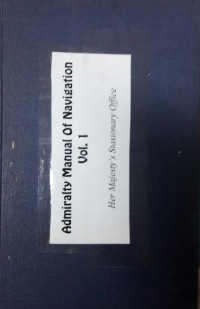 Admiralty Manual Of Navigation
Vol. 1
Her Majesty's Stationary Office